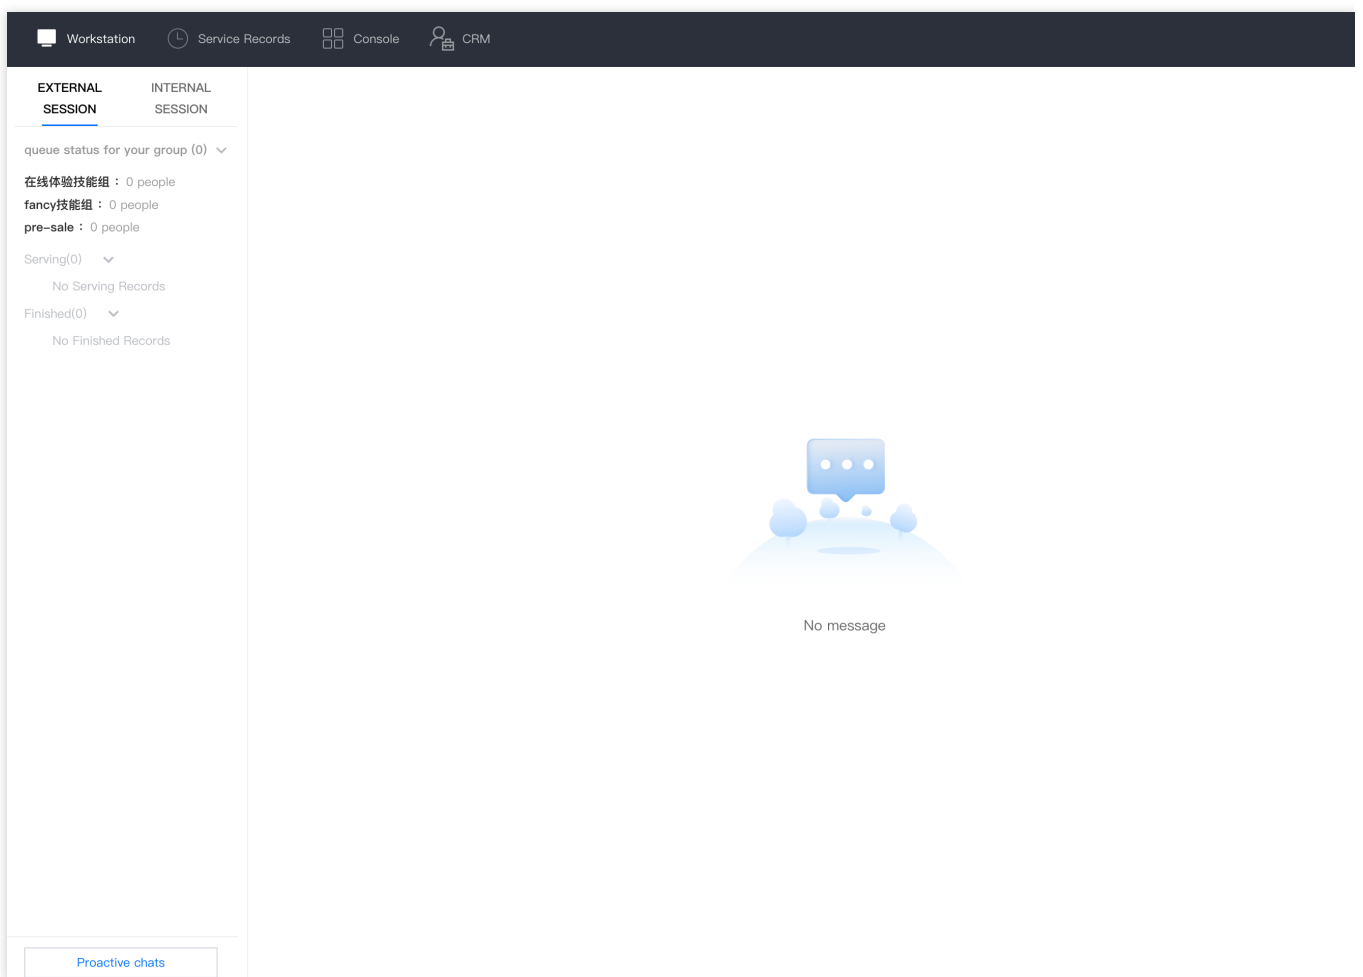 Workstation
Service Records
Console
CRM
EXTERNAL
SESSION
INTERNAL
SESSION
queue status for your group (0)
在线体验技能组： 0 people
fancy技能组： 0 people
pre-sale： 0 people
Serving(0)
No Serving Records
Finished(0)
No Finished Records
No message
Proactive chats